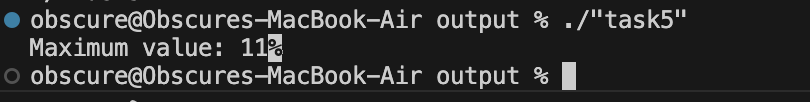 obscure@Obscures-MacBook-Air output % ./"task5"
Maximum value: 11%
obscure@Obscures-MacBook-Air output %